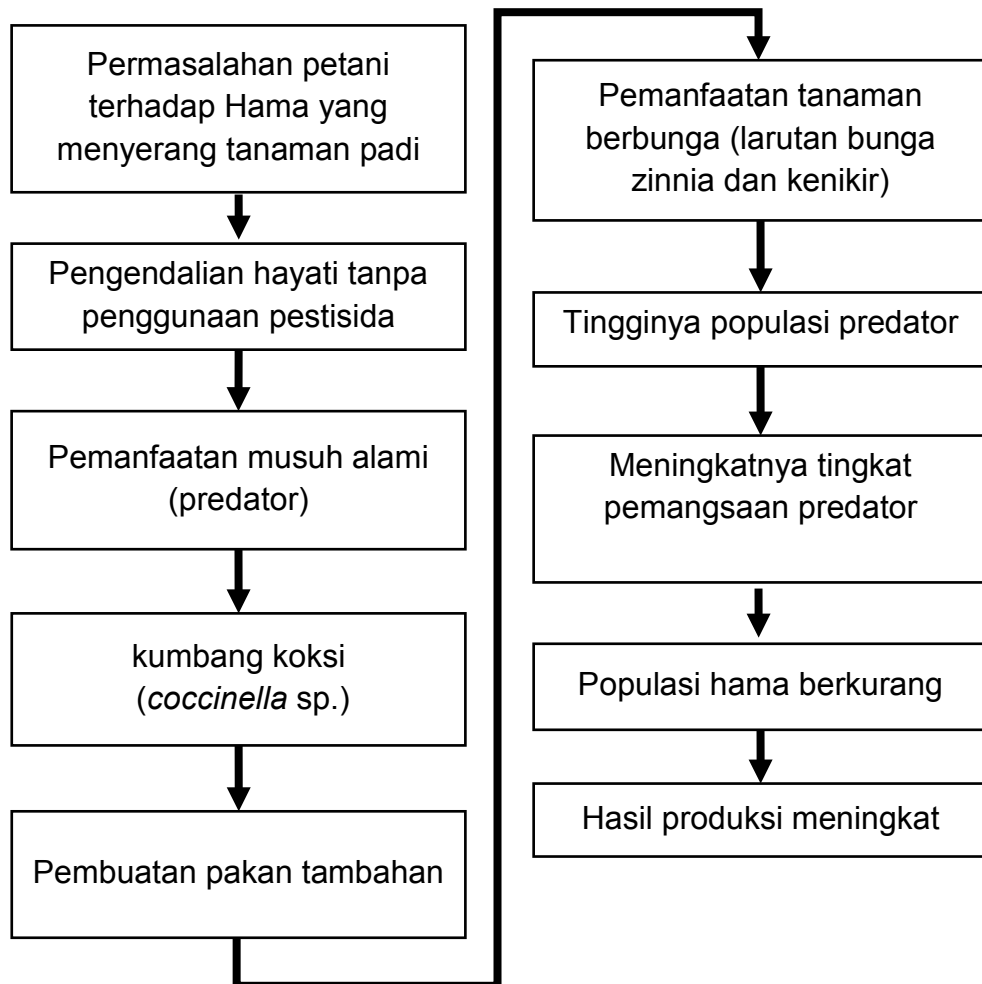 Permasalahan petani
terhadap Hama yang
menyerang tanaman padi
Pengendalian hayati tanpa
penggunaan pestisida
Pemanfaatan musuh alami
(predator)
kumbang koksi
(coccinella sp.)
Pembuatan pakan tambahan
Pemanfaatan tanaman
berbunga (larutan bunga
zinnia dan kenikir)
Tingginya populasi predator
Meningkatnya tingkat
pemangsaan predator
Populasi hama berkurang
Hasil produksi meningkat